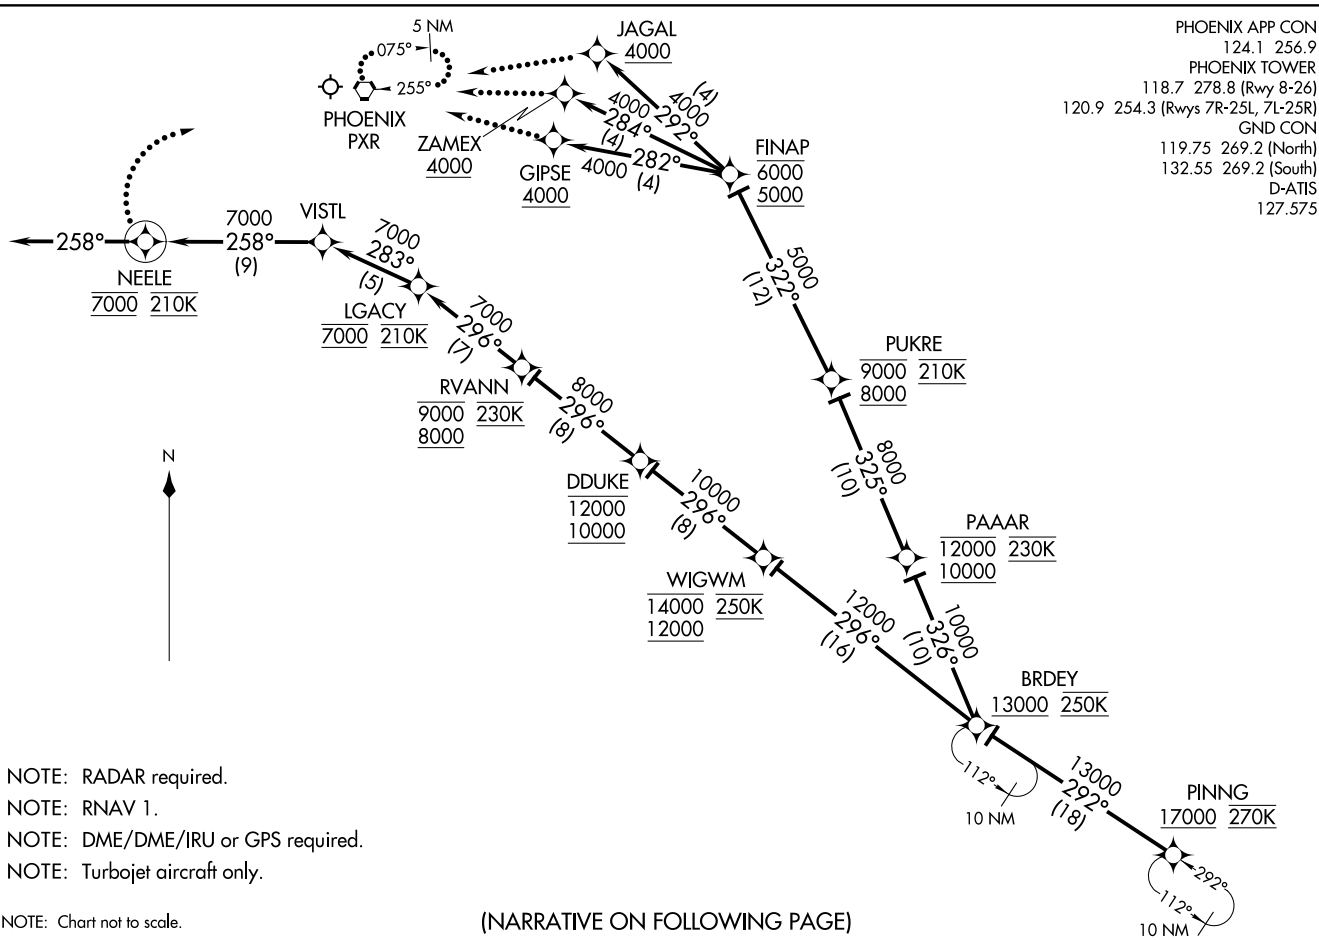 PHOENIX APP CON
124.1 256.9
PHOENIX TOWER
118.7 278.8 (Rwy 8-26)
120.9 254.3 (Rwys 7R-25L, 7L-25R)
GND CON
119.75 269.2 (North)
132.55 269.2 (South)
D-ATIS
127.575
5 NM
075°
255°
PHOENIX
PXR
JAGAL
4000
ZAMEX
4000
GIPSE
4000
4000
292°
(4)
4000
284°
(4)
4000
282°
(4)
FINAP
6000
5000
258°
NEELE
7000 210K
7000
258°
(9)
VISTL
7000
283°
(5)
LGACY
7000 210K
7000
296°
(7)
RVANN
9000 230K
8000
8000
296°
(8)
DDUKE
12000
10000
10000
296°
(8)
WIGWM
14000 250K
12000
12000
296°
(16)
5000
322°
(12)
PUKRE
9000 210K
8000
8000
325°
(10)
PAAAR
12000 230K
10000
10000
326°
(10)
BRDEY
13000 250K
112°
10 NM
13000
292°
(18)
PINNG
17000 270K
292°
112°
10 NM
N
NOTE: RADAR required.
NOTE: RNAV 1.
NOTE: DME/DME/IRU or GPS required.
NOTE: Turbojet aircraft only.
NOTE: Chart not to scale.
(NARRATIVE ON FOLLOWING PAGE)